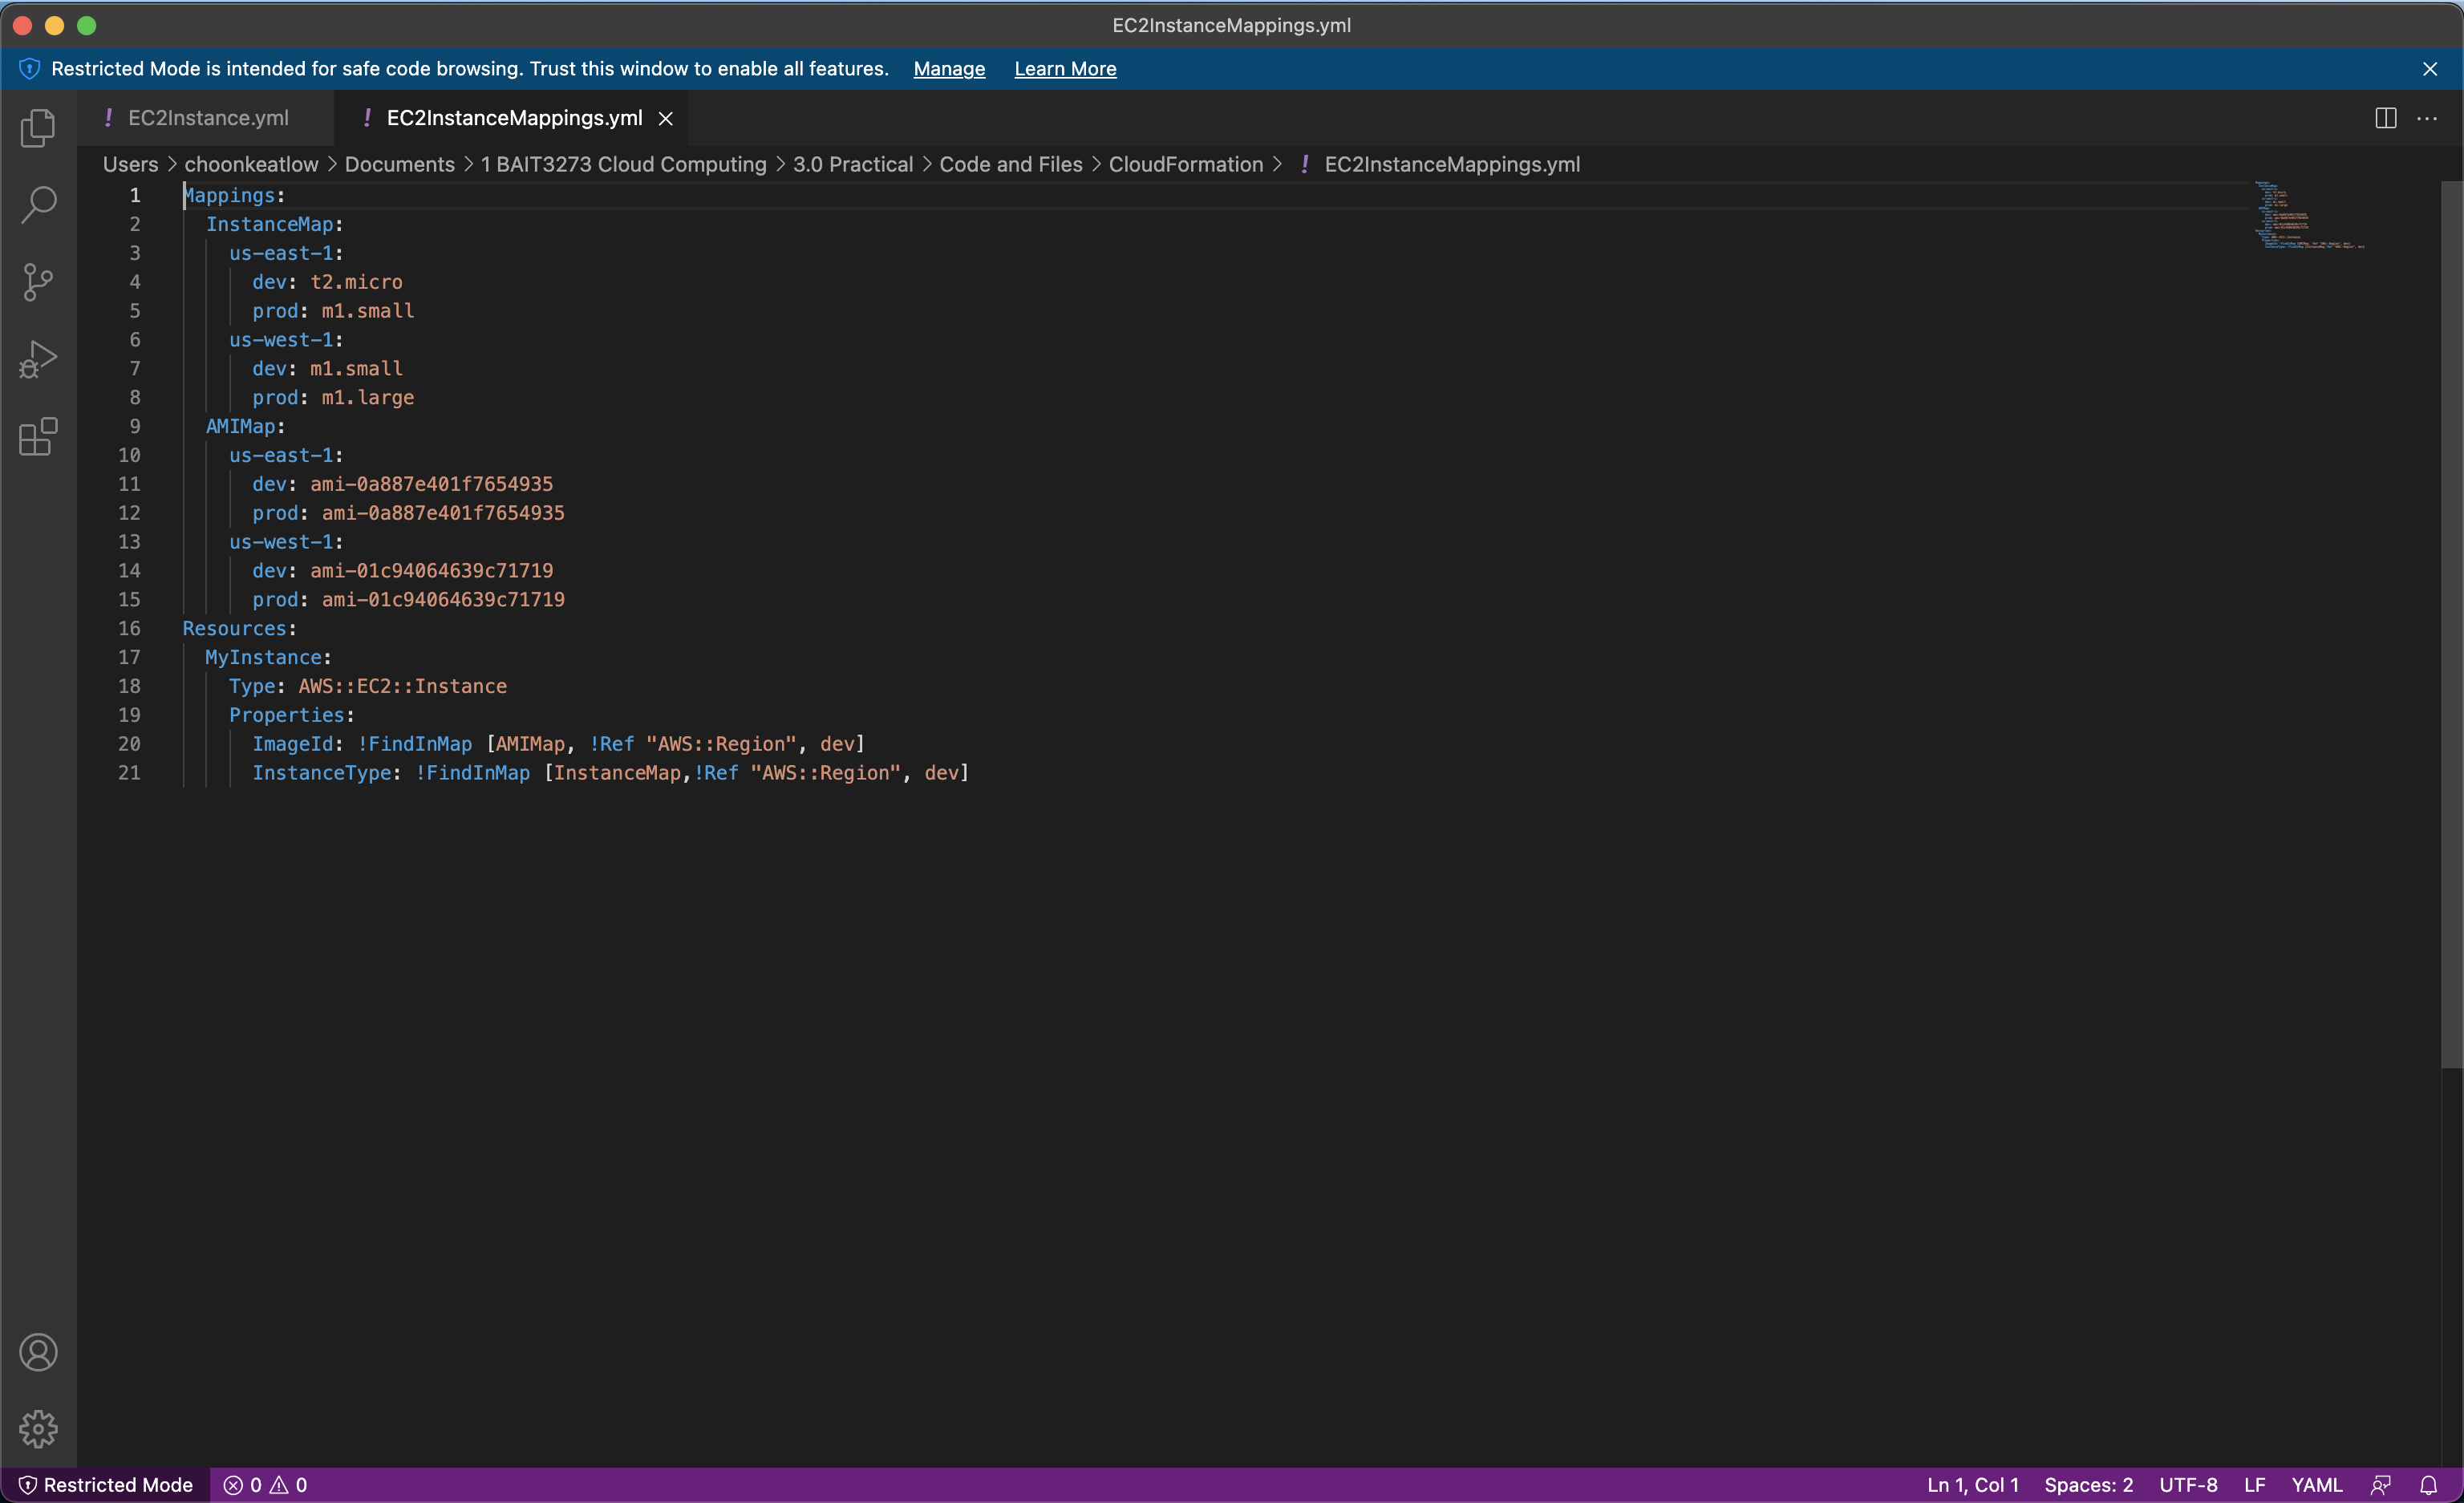 EC2InstanceMappings.yml
Restricted Mode is intended for safe code browsing. Trust this window to enable all features. Manage Learn More
! EC2Instance.yml ! EC2InstanceMappings.yml
Users > choonkeatlow > Documents > 1 BAIT3273 Cloud Computing > 3.0 Practical > Code and Files > CloudFormation > ! EC2InstanceMappings.yml
1 Mappings:
2   InstanceMap:
3     us-east-1:
4       dev: t2.micro
5       prod: m1.small
6     us-west-1:
7       dev: m1.small
8       prod: m1.large
9   AMIMap:
10     us-east-1:
11       dev: ami-0a887e401f7654935
12       prod: ami-0a887e401f7654935
13     us-west-1:
14       dev: ami-01c94064639c71719
15       prod: ami-01c94064639c71719
16 Resources:
17   MyInstance:
18     Type: AWS::EC2::Instance
19     Properties:
20       ImageId: !FindInMap [AMIMap, !Ref "AWS::Region", dev]
21       InstanceType: !FindInMap [InstanceMap,!Ref "AWS::Region", dev]
Restricted Mode 0 0 Ln 1, Col 1 Spaces: 2 UTF-8 LF YAML